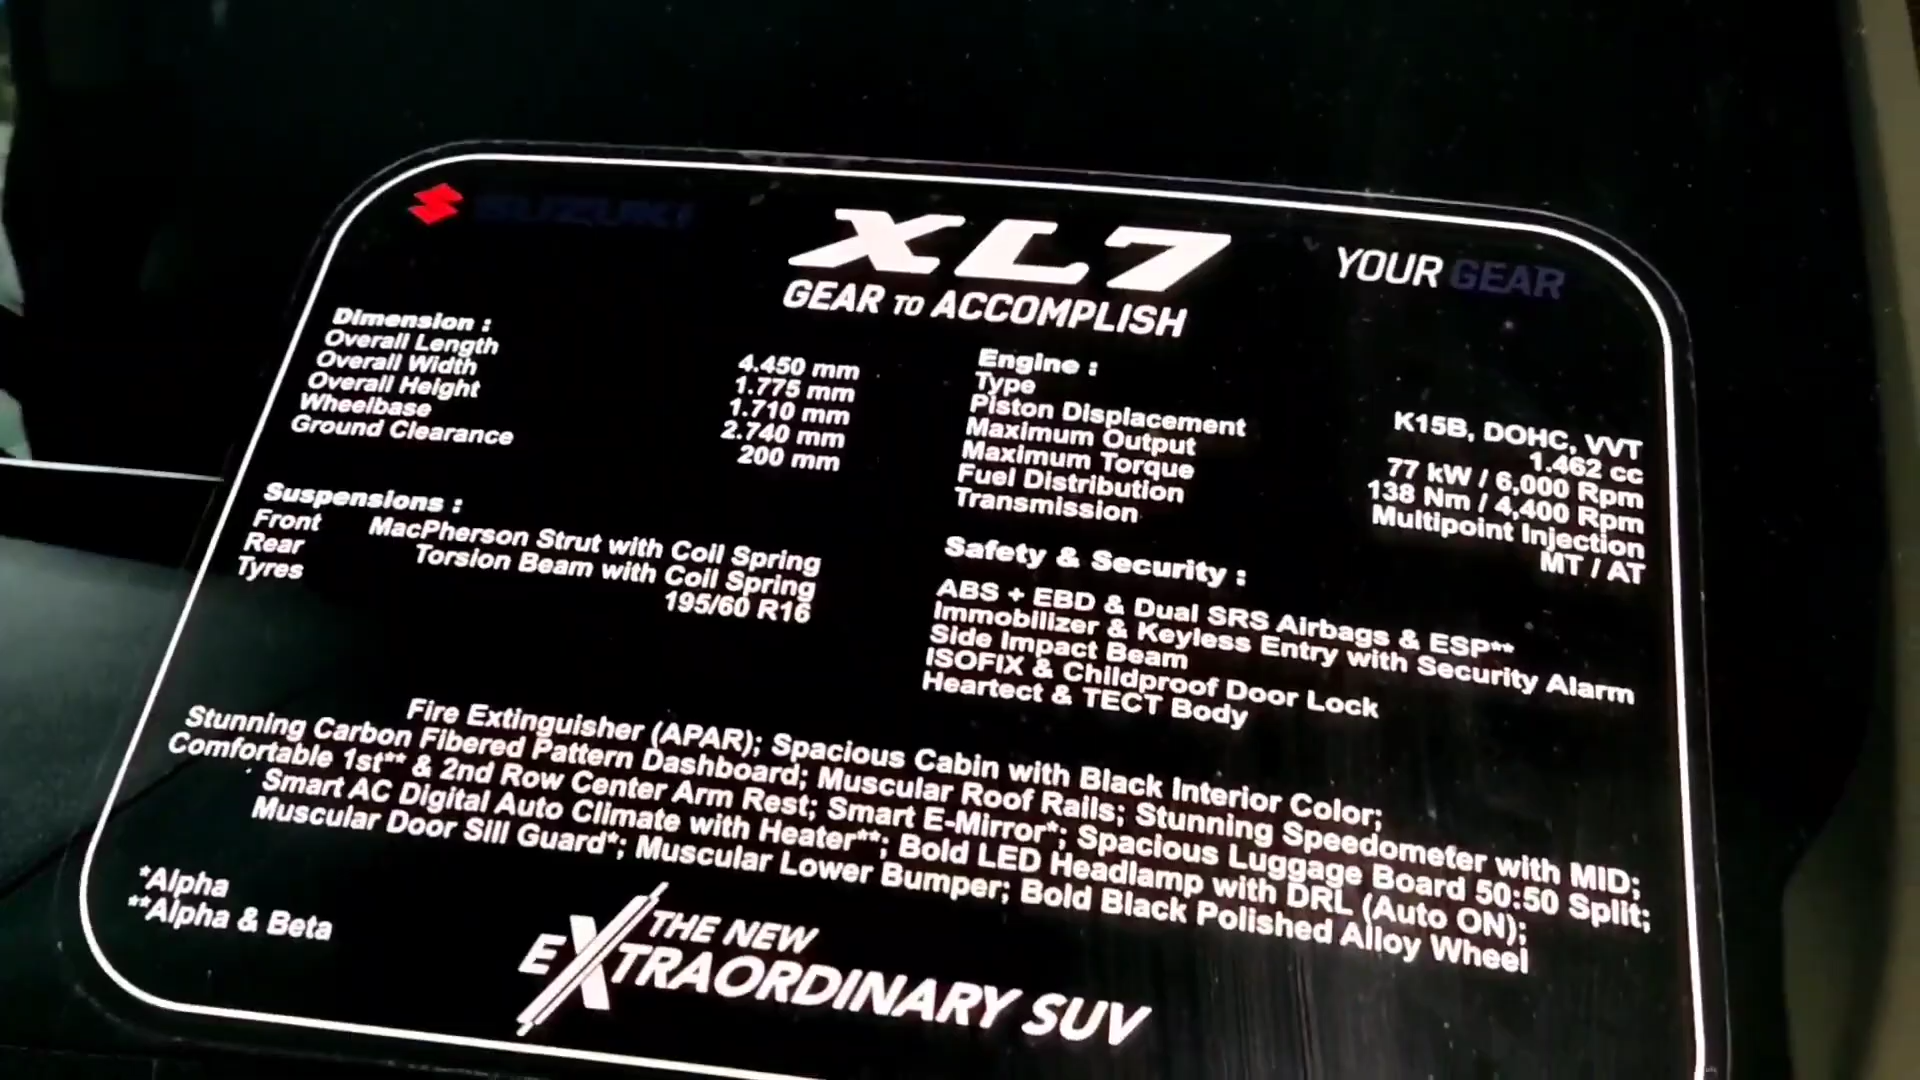 SUZUKI
XL7
GEAR TO ACCOMPLISH
YOUR GEAR
Dimension :
Overall Length 4.450 mm
Overall Width 1.775 mm
Overall Height 1.710 mm
Wheelbase 2.740 mm
Ground Clearance 200 mm
Suspensions :
Front MacPherson Strut with Coil Spring
Rear Torsion Beam with Coil Spring
Tyres 195/60 R16
Engine :
Type K15B, DOHC, VVT
Piston Displacement 1.462 cc
Maximum Output 77 kW / 6,000 Rpm
Maximum Torque 138 Nm / 4,400 Rpm
Fuel Distribution Multipoint Injection
Transmission MT / AT
Safety & Security :
ABS + EBD & Dual SRS Airbags & ESP**
Immobilizer & Keyless Entry with Security Alarm
Side Impact Beam
ISOFIX & Childproof Door Lock
Heartect & TECT Body
Fire Extinguisher (APAR); Spacious Cabin with Black Interior Color;
Stunning Carbon Fibered Pattern Dashboard; Muscular Roof Rails; Stunning Speedometer with MID;
Comfortable 1st** & 2nd Row Center Arm Rest; Smart E-Mirror*; Spacious Luggage Board 50:50 Split;
Smart AC Digital Auto Climate with Heater**; Bold LED Headlamp with DRL (Auto ON);
Muscular Door Sill Guard*; Muscular Lower Bumper; Bold Black Polished Alloy Wheel
*Alpha
**Alpha & Beta
THE NEW
EXTRAORDINARY SUV